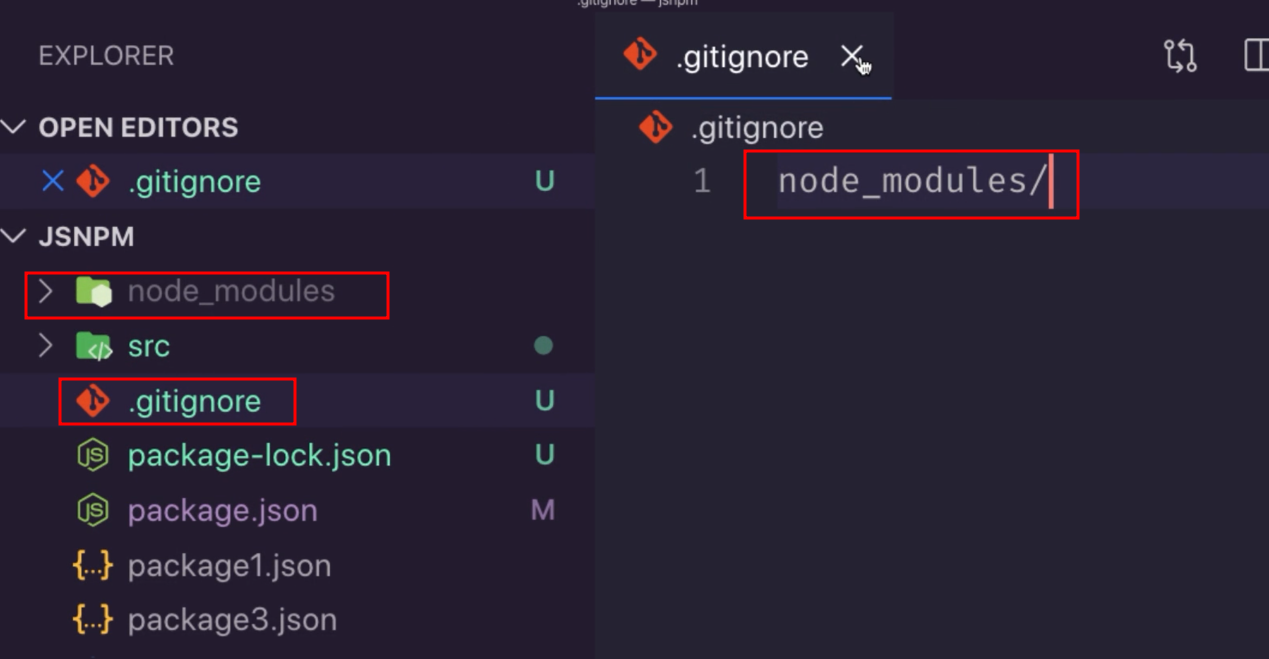 .gitignore — jsnpm
EXPLORER
.gitignore
OPEN EDITORS
.gitignore U
JSNPM
node_modules
src
.gitignore U
package-lock.json U
package.json M
package1.json
package3.json
.gitignore
1 node_modules/